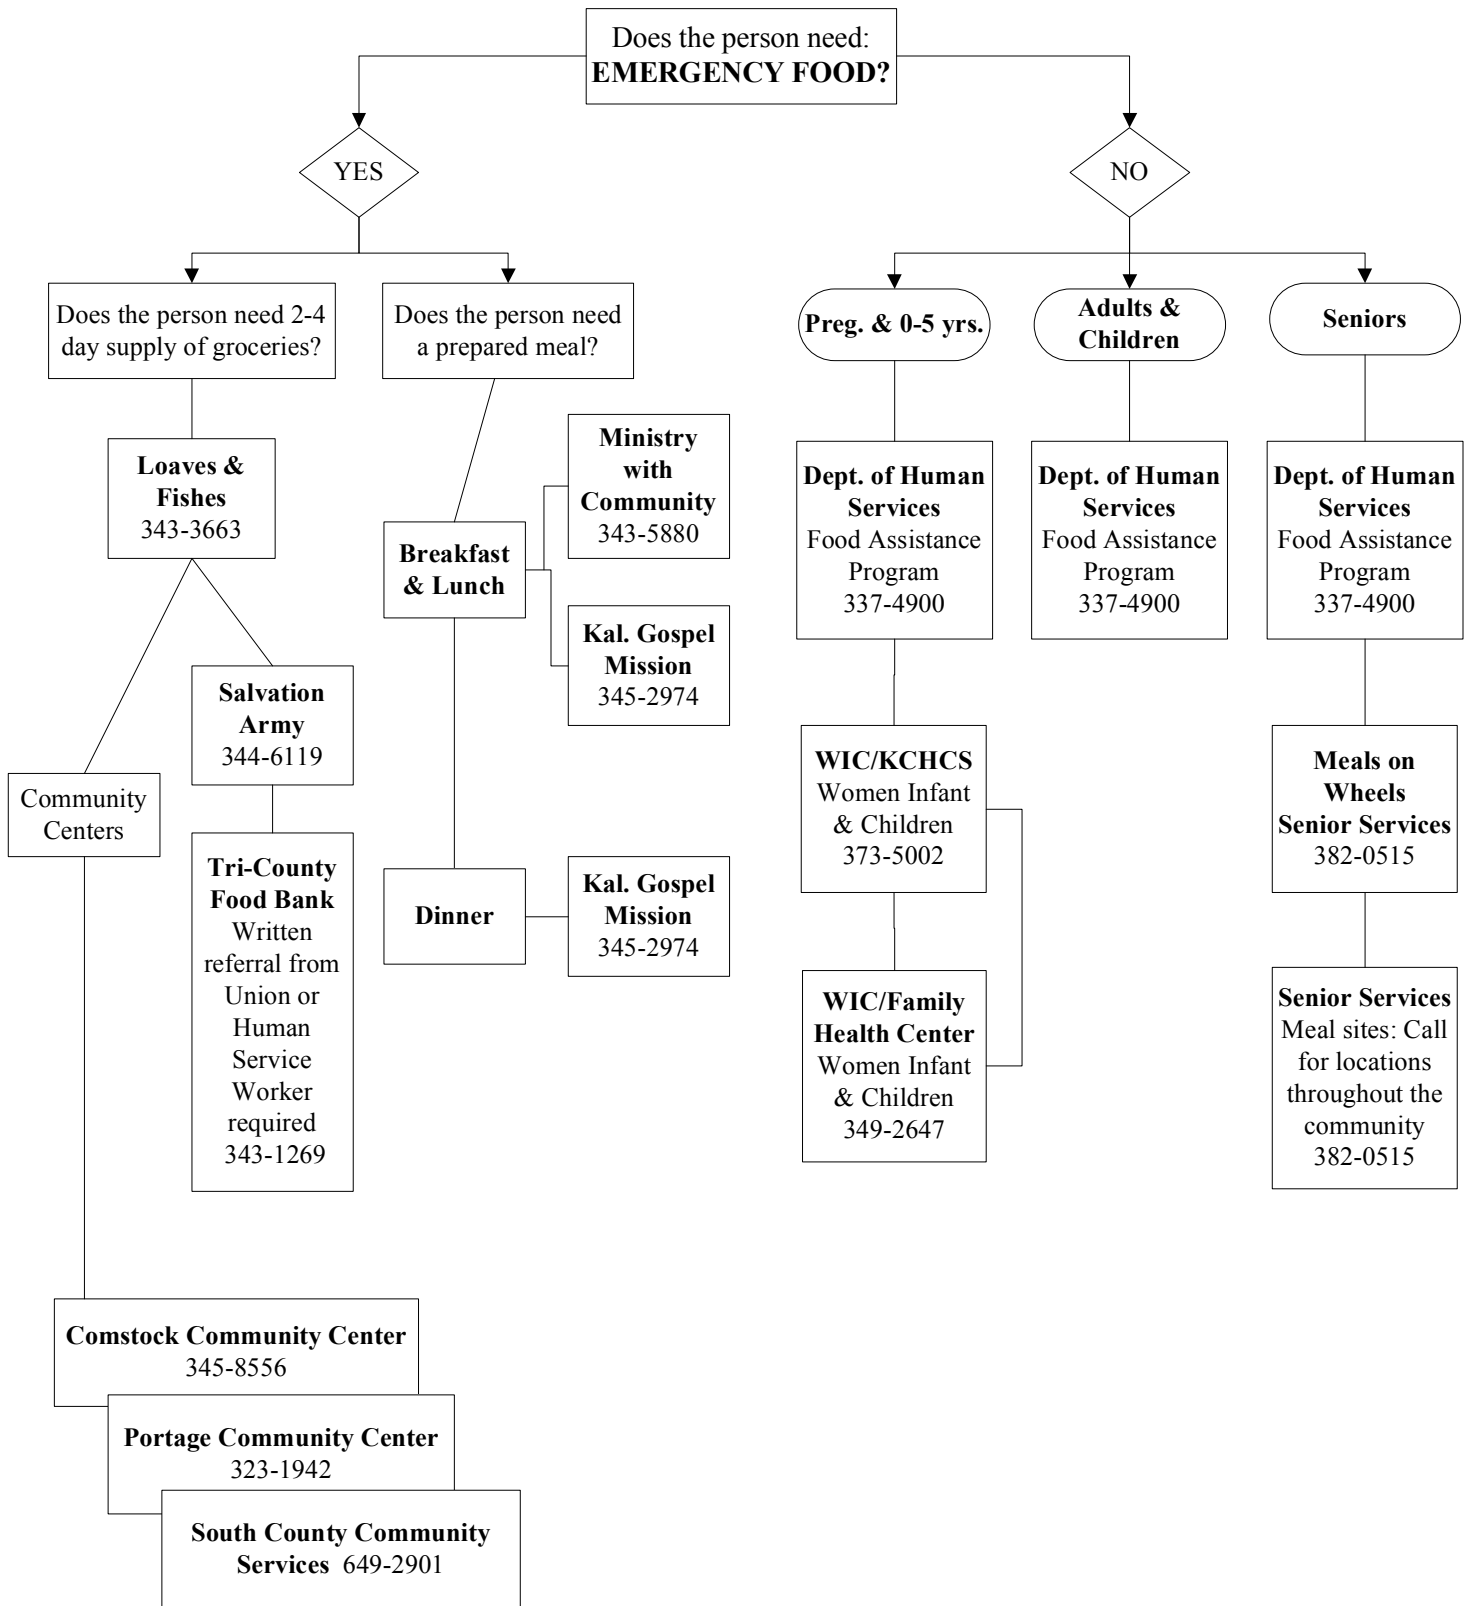 Does the person need:
EMERGENCY FOOD?
YES
NO
Does the person need 2-4
day supply of groceries?
Does the person need
a prepared meal?
Preg. & 0-5 yrs.
Adults &
Children
Seniors
Loaves &
Fishes
343-3663
Ministry
with
Community
343-5880
Breakfast
& Lunch
Kal. Gospel
Mission
345-2974
Dept. of Human
Services
Food Assistance
Program
337-4900
Dept. of Human
Services
Food Assistance
Program
337-4900
Dept. of Human
Services
Food Assistance
Program
337-4900
Salvation
Army
344-6119
Community
Centers
WIC/KCHCS
Women Infant
& Children
373-5002
Meals on
Wheels
Senior Services
382-0515
Tri-County
Food Bank
Written
referral from
Union or
Human
Service
Worker
required
343-1269
Dinner
Kal. Gospel
Mission
345-2974
WIC/Family
Health Center
Women Infant
& Children
349-2647
Senior Services
Meal sites: Call
for locations
throughout the
community
382-0515
Comstock Community Center
345-8556
Portage Community Center
323-1942
South County Community
Services 649-2901